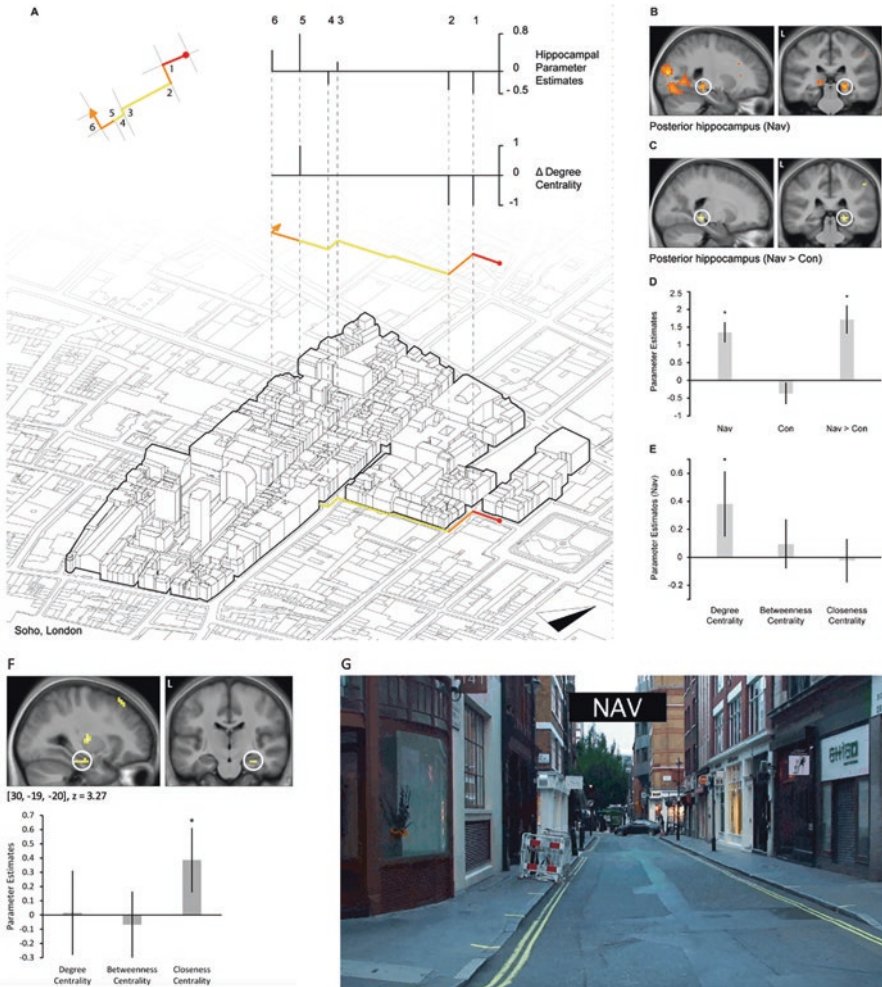 A
6 5 4 3 2 1
0.8
0
- 0.5
Hippocampal
Parameter
Estimates
1
2
3
4
5
6
1
0
-1
Δ Degree
Centrality
Soho, London
B
L
Posterior hippocampus (Nav)
C
L
Posterior hippocampus (Nav > Con)
D
Parameter Estimates
2.5
2
1.5
1
0.5
0
-0.5
-1
*
*
Nav Con Nav > Con
E
Parameter Estimates (Nav)
0.6
0.4
0.2
0
-0.2
*
Degree
Centrality
Betweenness
Centrality
Closeness
Centrality
F
L
[30, -19, -20], z = 3.27
Parameter Estimates
0.7
0.6
0.5
0.4
0.3
0.2
0.1
0
-0.1
-0.2
-0.3
*
Degree
Centrality
Betweenness
Centrality
Closeness
Centrality
G
NAV